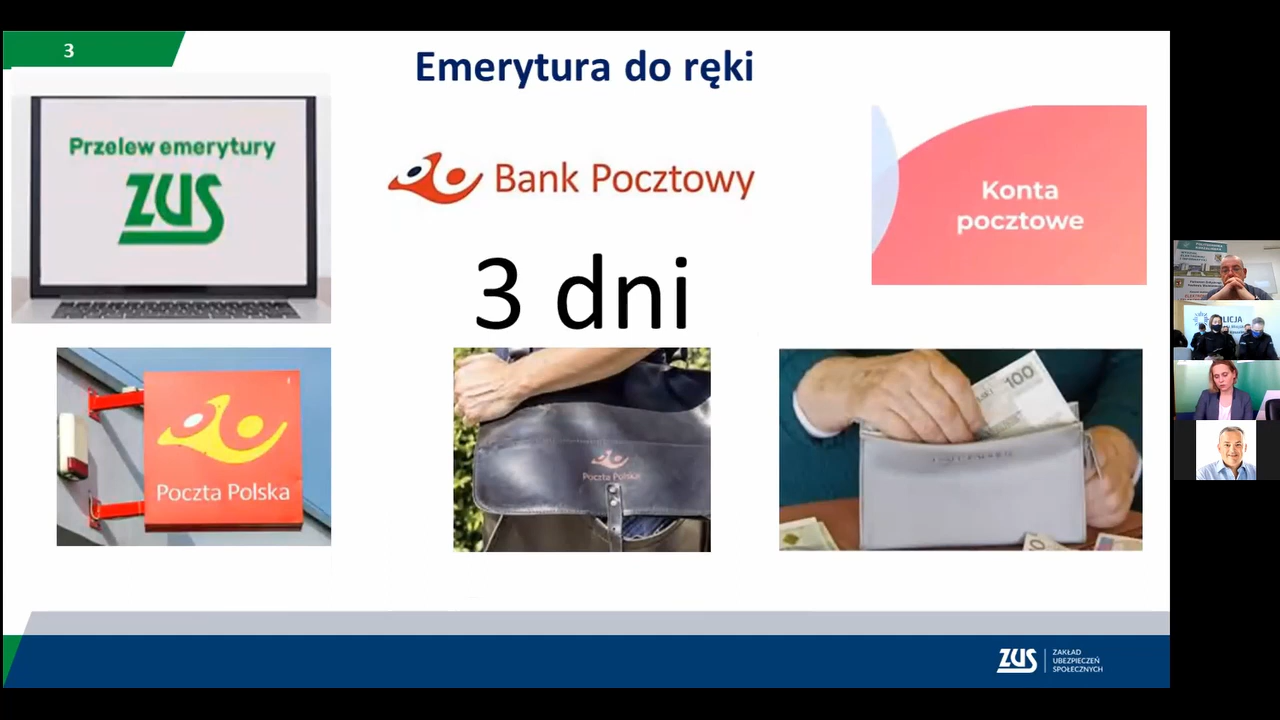 3
Emerytura do ręki
Przelew emerytury
ZUS
Bank Pocztowy
Konta
pocztowe
3 dni
Poczta Polska
Poczta Polska
100
ZUS
ZAKŁAD
UBEZPIECZEŃ
SPOŁECZNYCH